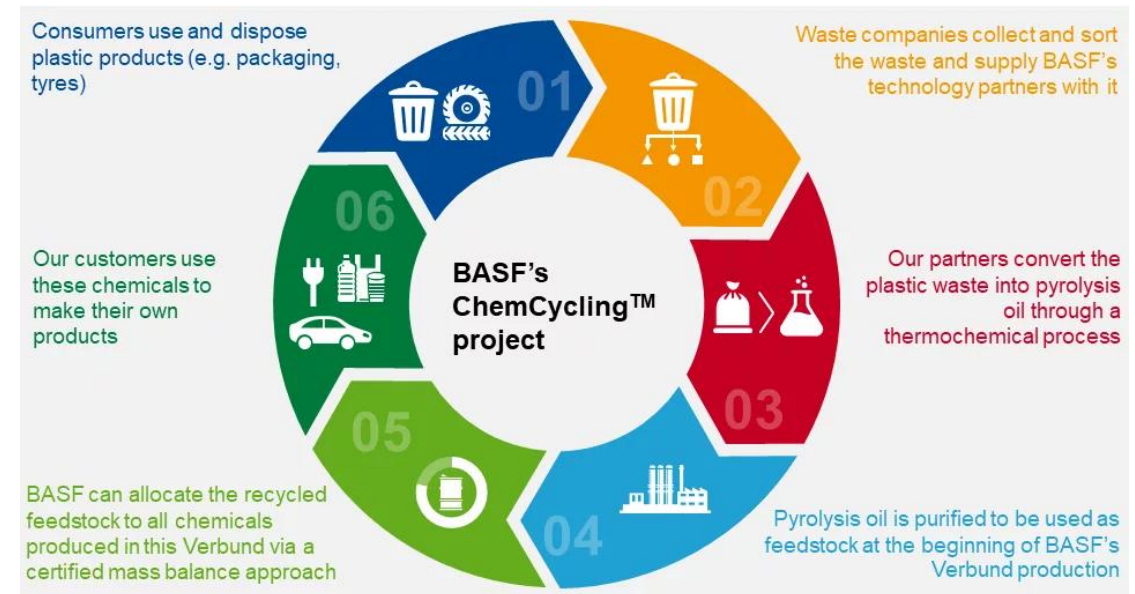 Consumers use and dispose
plastic products (e.g. packaging,
tyres)
01
Waste companies collect and sort
the waste and supply BASF's
technology partners with it
02
Our partners convert the
plastic waste into pyrolysis
oil through a
thermochemical process
03
Pyrolysis oil is purified to be used as
feedstock at the beginning of BASF's
Verbund production
04
BASF can allocate the recycled
feedstock to all chemicals
produced in this Verbund via a
certified mass balance approach
05
Our customers use
these chemicals to
make their own
products
06
BASF's
ChemCycling™
project